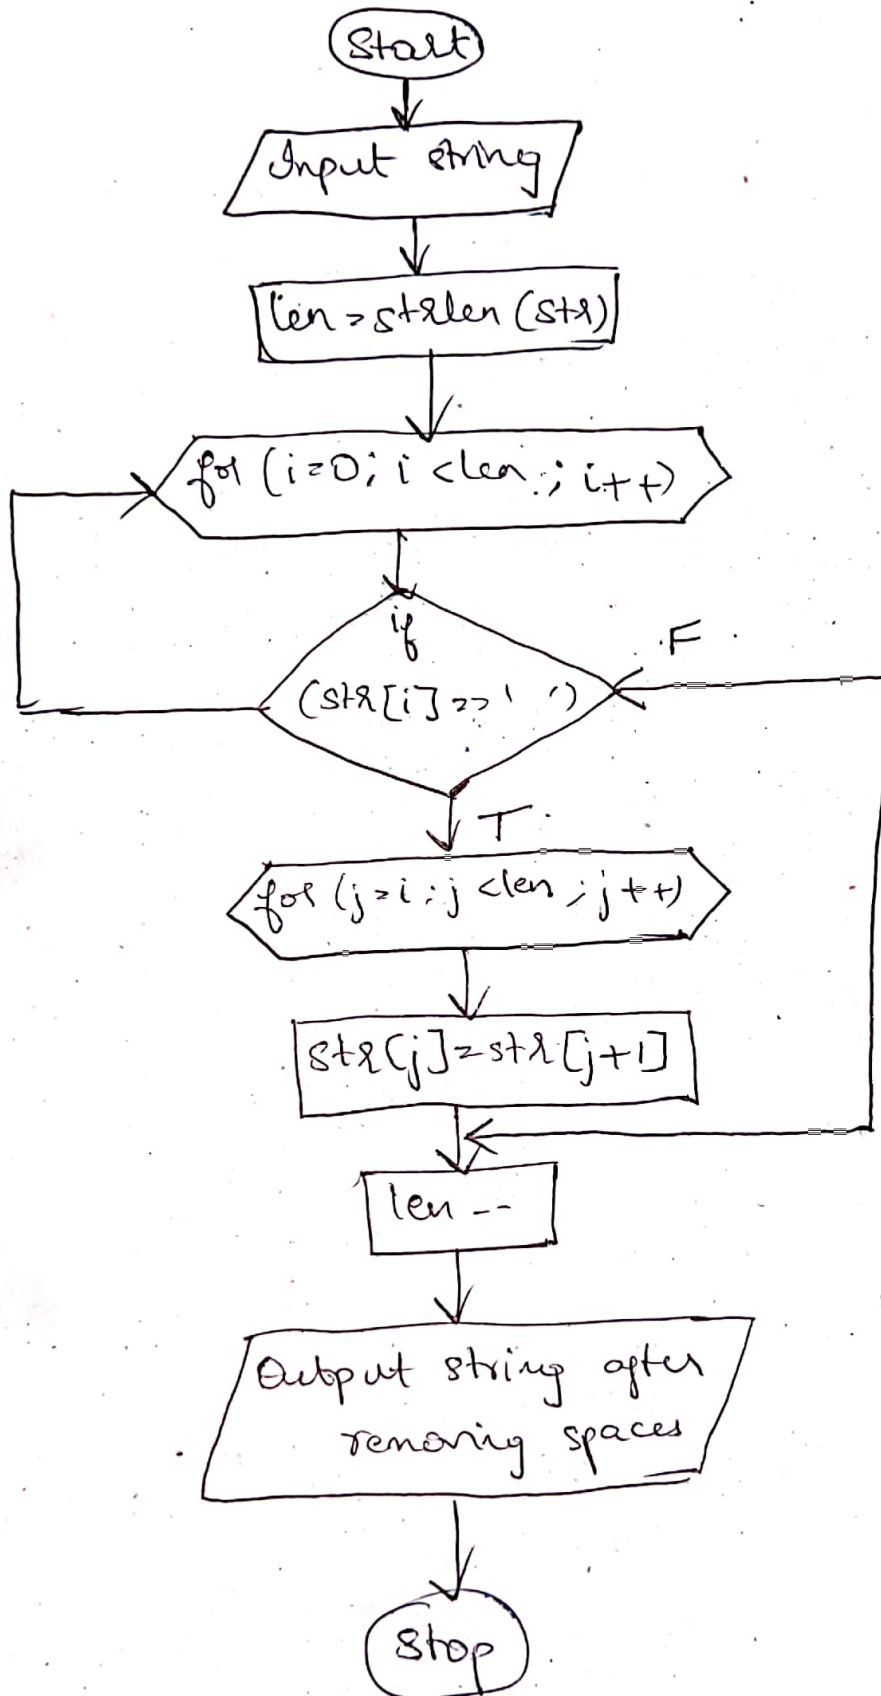 Start
Input string
len = strlen (str)
for (i=0; i <len ; i++)
if
F
(str[i] == ' ')
T
for (j=i; j <len ; j++)
str[j]=str[j+1]
len --
Output string after
removing spaces
Stop